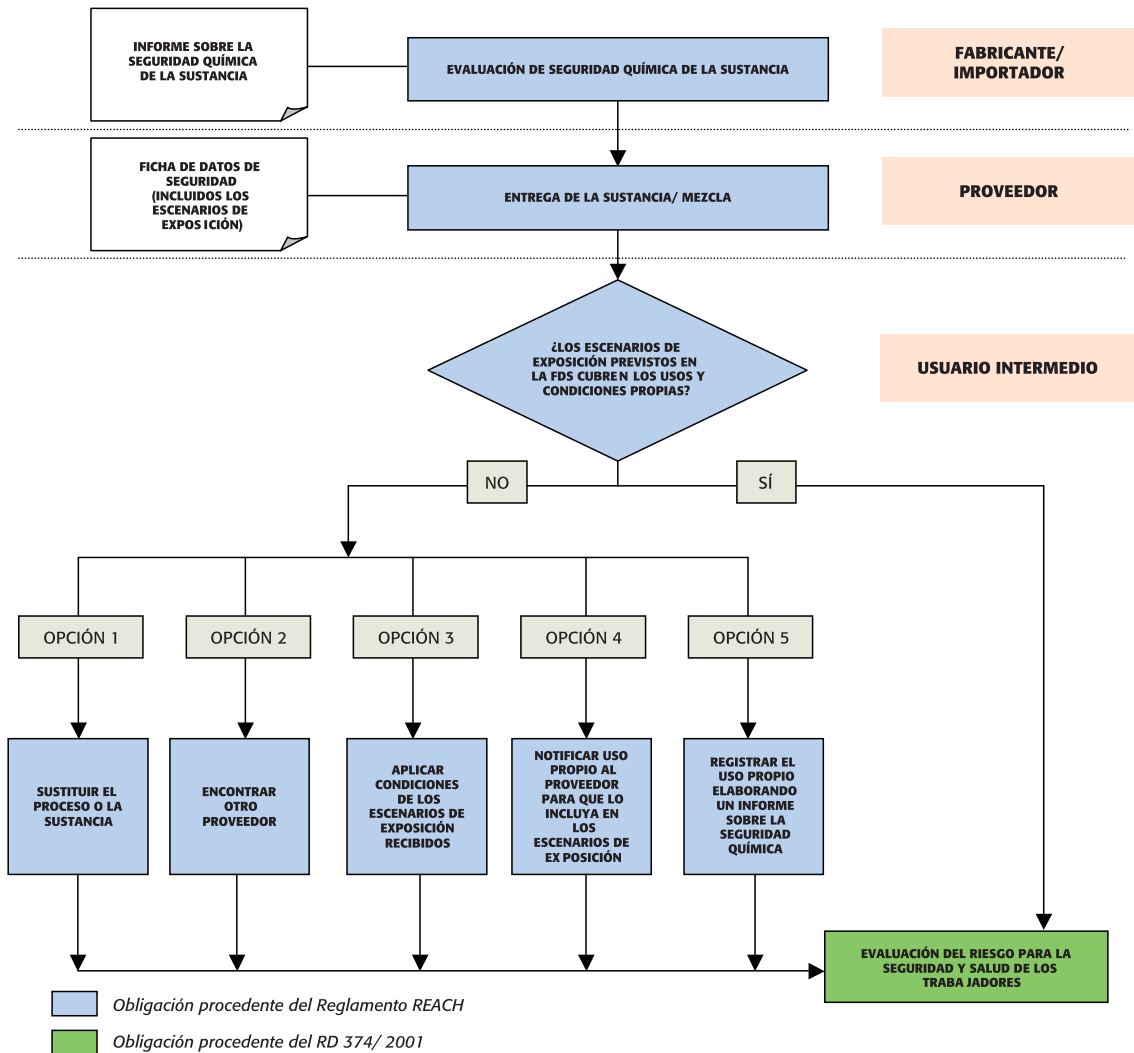 INFORME SOBRE LA
SEGURIDAD QUÍMICA
DE LA SUSTANCIA
EVALUACIÓN DE SEGURIDAD QUÍMICA DE LA SUSTANCIA
FABRICANTE/
IMPORTADOR
FICHA DE DATOS DE
SEGURIDAD
(INCLUIDOS LOS
ESCENARIOS DE
EXPOSICIÓN)
ENTREGA DE LA SUSTANCIA/ MEZCLA
PROVEEDOR
¿LOS ESCENARIOS DE
EXPOSICIÓN PREVISTOS EN
LA FDS CUBREN LOS USOS Y
CONDICIONES PROPIAS?
USUARIO INTERMEDIO
NO
SÍ
OPCIÓN 1
OPCIÓN 2
OPCIÓN 3
OPCIÓN 4
OPCIÓN 5
SUSTITUIR EL
PROCESO O LA
SUSTANCIA
ENCONTRAR
OTRO
PROVEEDOR
APLICAR
CONDICIONES
DE LOS
ESCENARIOS DE
EXPOSICIÓN
RECIBIDOS
NOTIFICAR USO
PROPIO AL
PROVEEDOR
PARA QUE LO
INCLUYA EN
LOS
ESCENARIOS DE
EXPOSICIÓN
REGISTRAR EL
USO PROPIO
ELABORANDO
UN INFORME
SOBRE LA
SEGURIDAD
QUÍMICA
EVALUACIÓN DEL RIESGO PARA LA
SEGURIDAD Y SALUD DE LOS
TRABAJADORES
Obligación procedente del Reglamento REACH
Obligación procedente del RD 374/ 2001